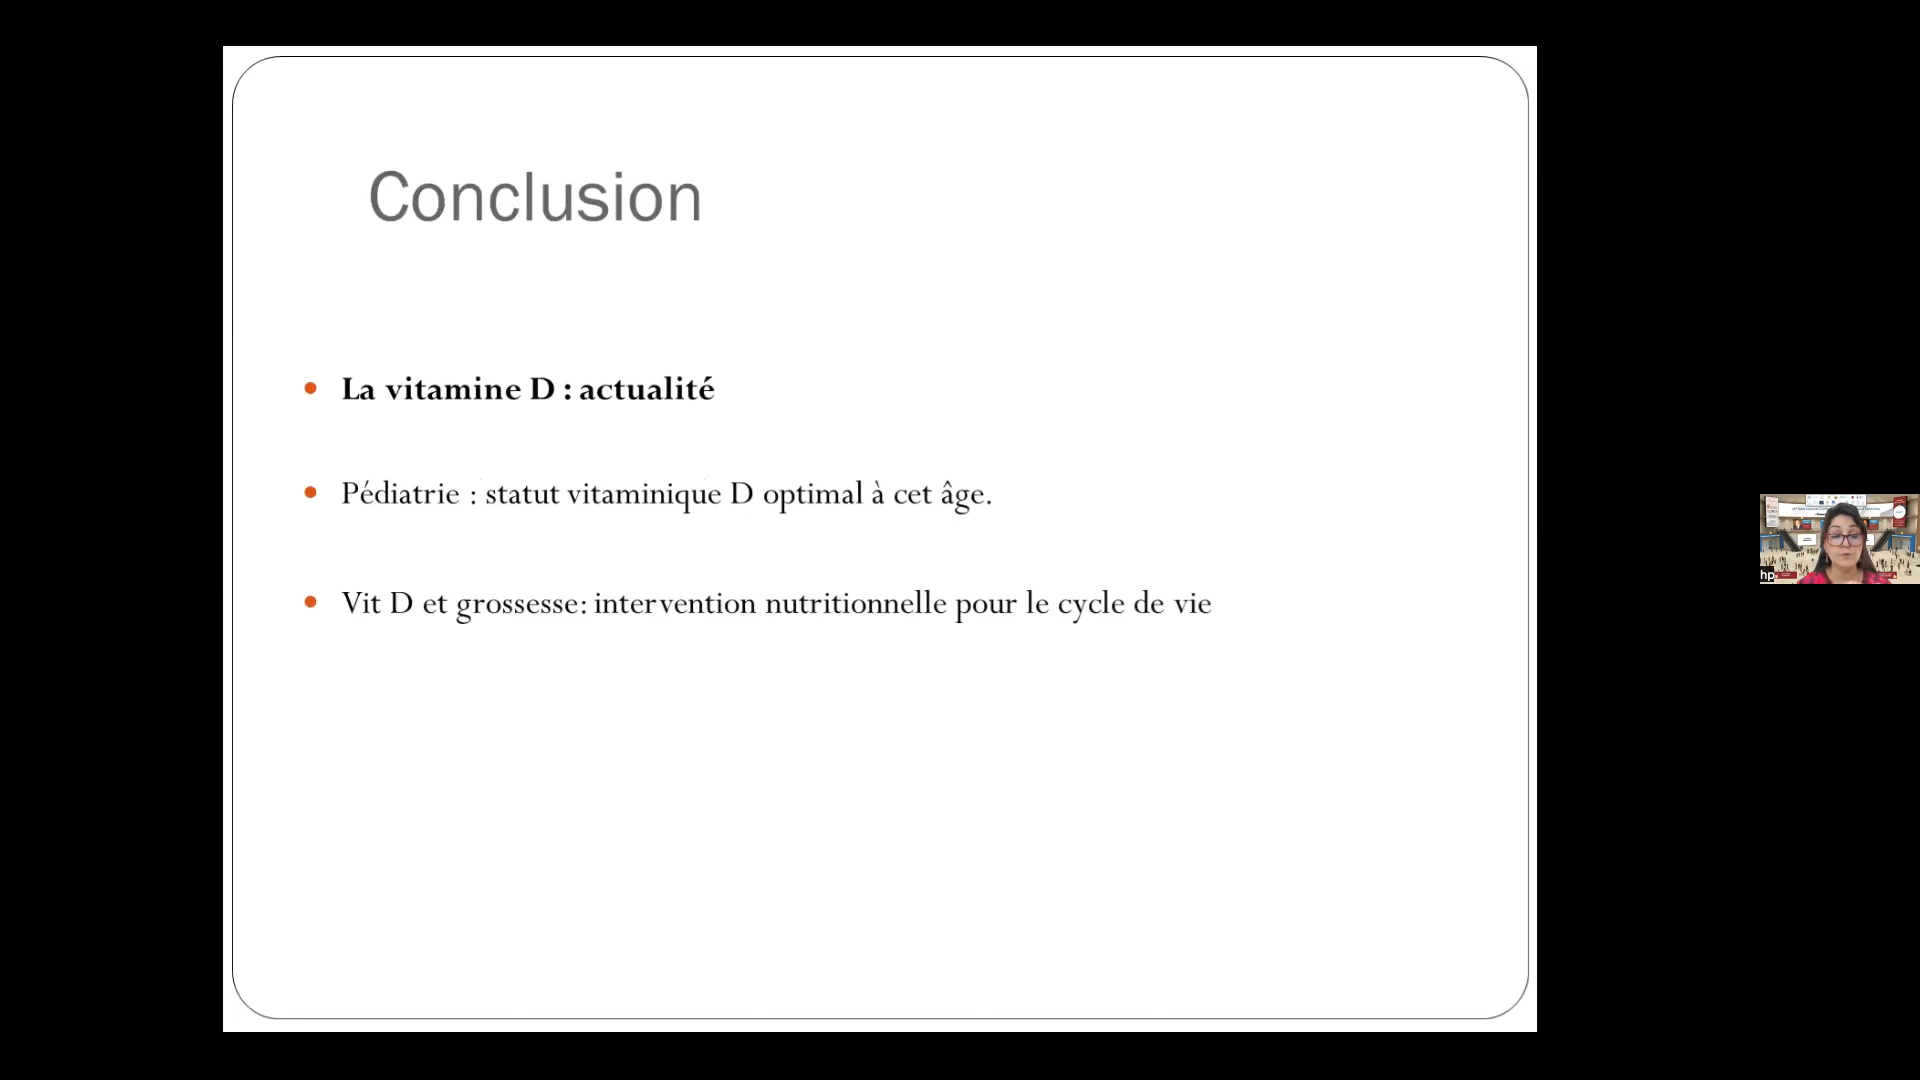 Conclusion
La vitamine D : actualité
Pédiatrie : statut vitaminique D optimal à cet âge.
Vit D et grossesse: intervention nutritionnelle pour le cycle de vie
hp